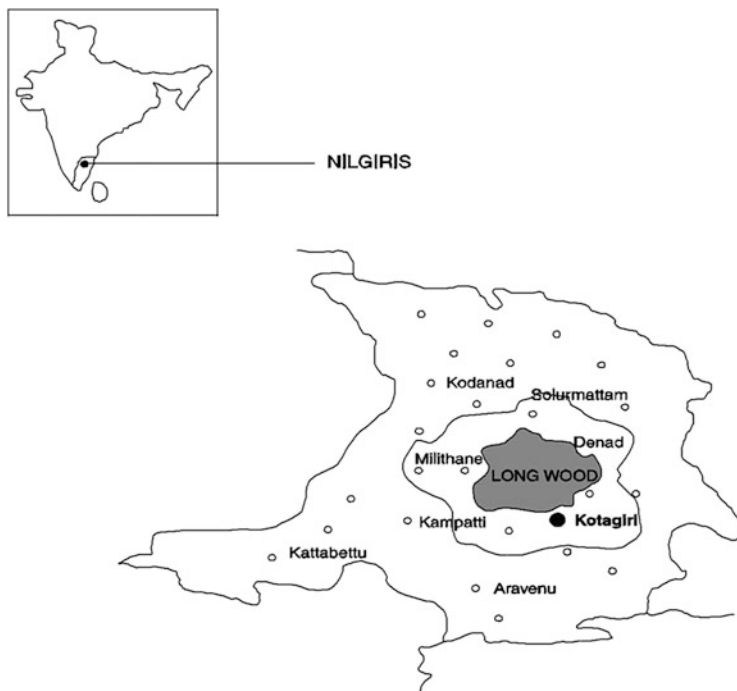 NILGIRIS
Kodanad
Solurmattam
Denad
Milithane
LONG WOOD
Kampatti
Kotagiri
Kattabettu
Aravenu